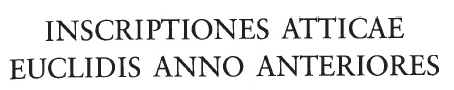 INSCRIPTIONES ATTICAE
EUCLIDIS ANNO ANTERIORES